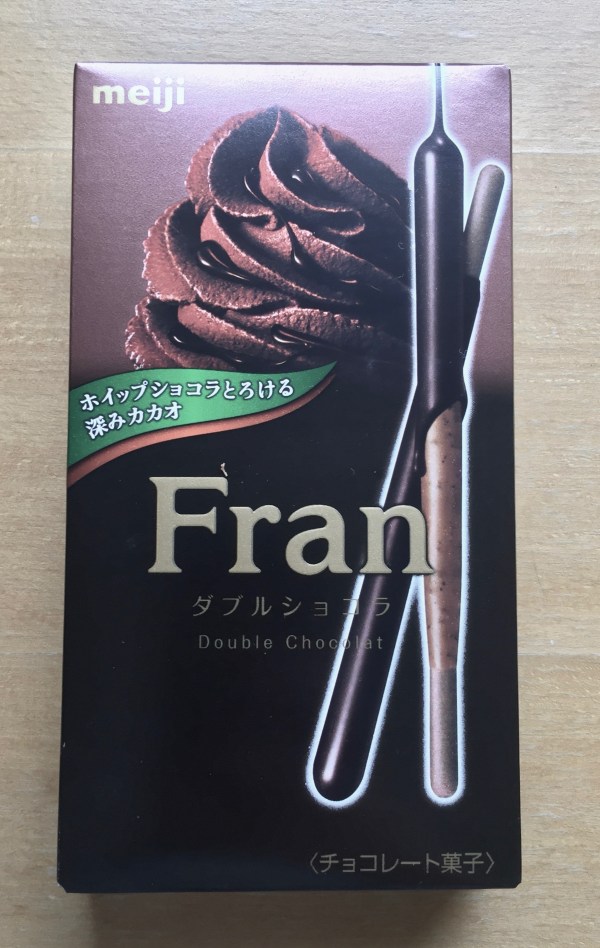 meiji
ホイップショコラとろける
深みカカオ
Fran
ダブルショコラ
Double Chocolat
〈チョコレート菓子〉